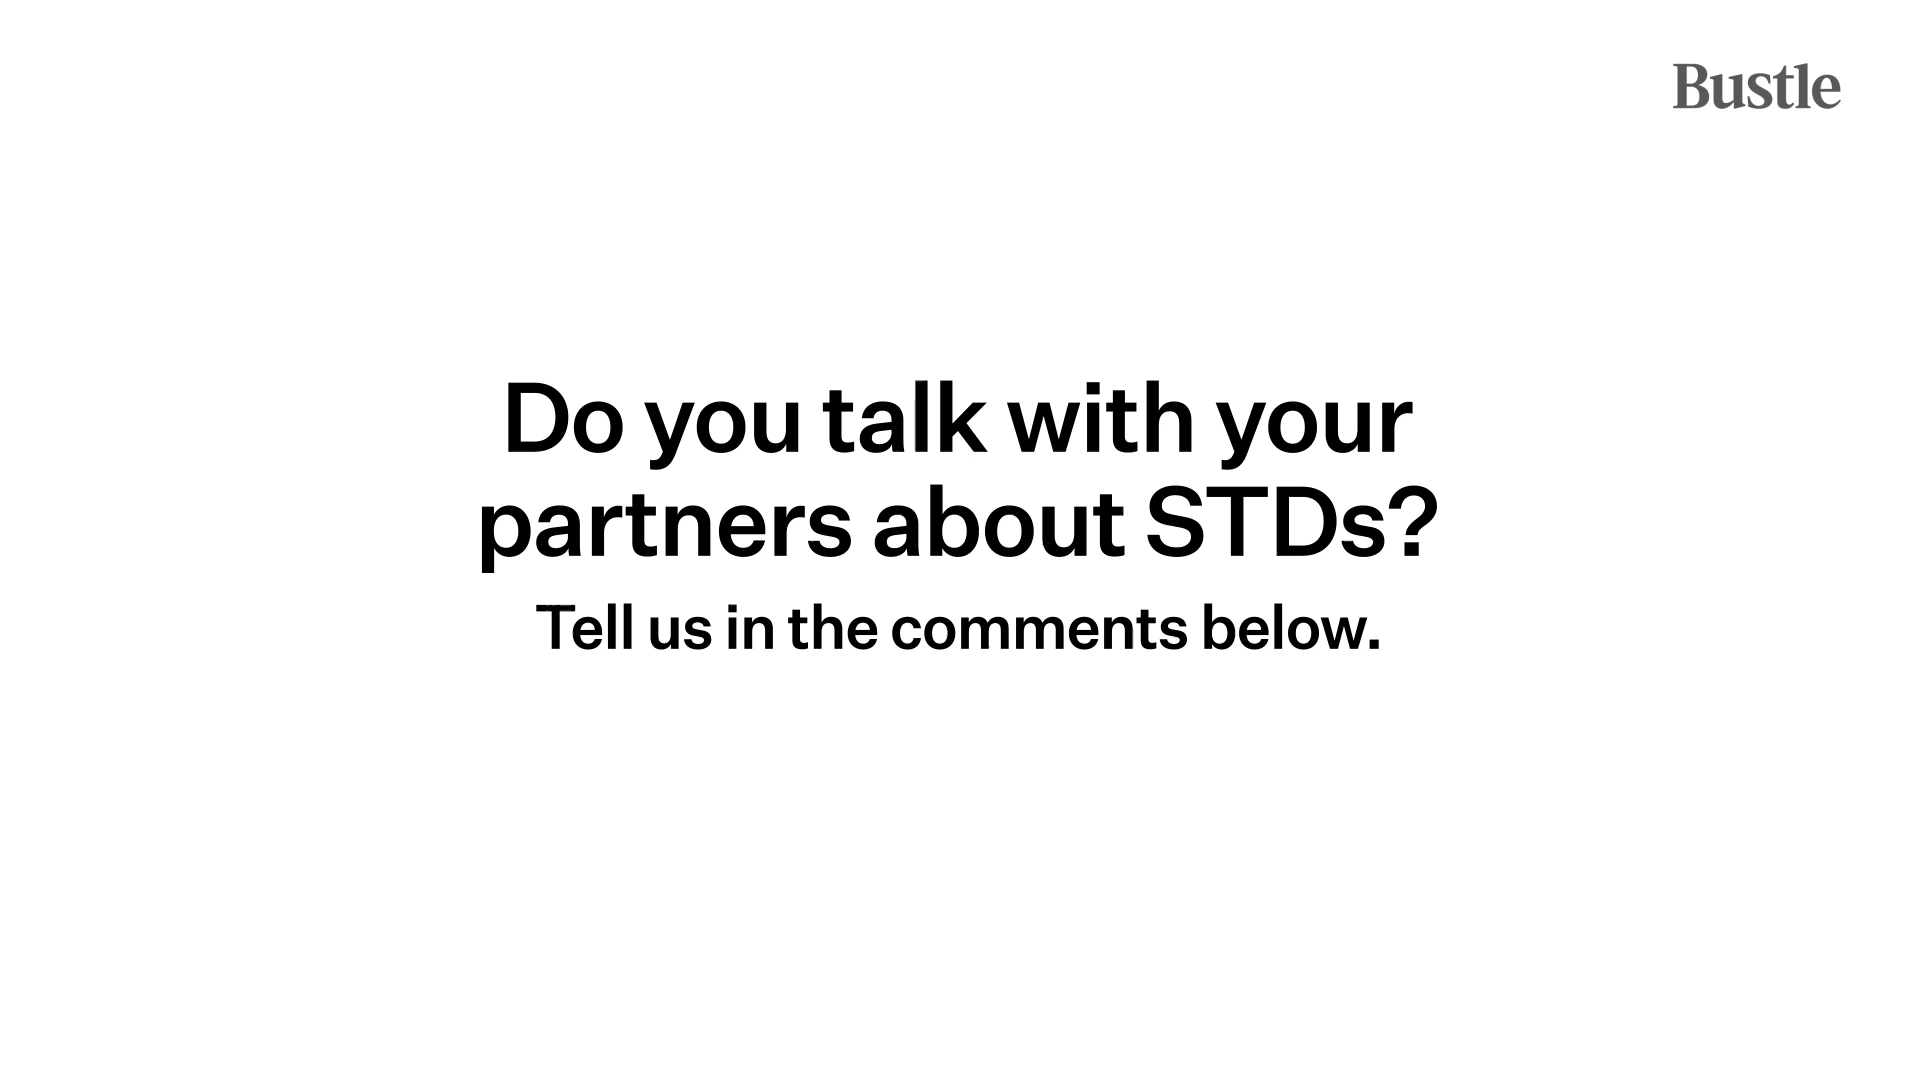 Bustle
Do you talk with your
partners about STDs?
Tell us in the comments below.